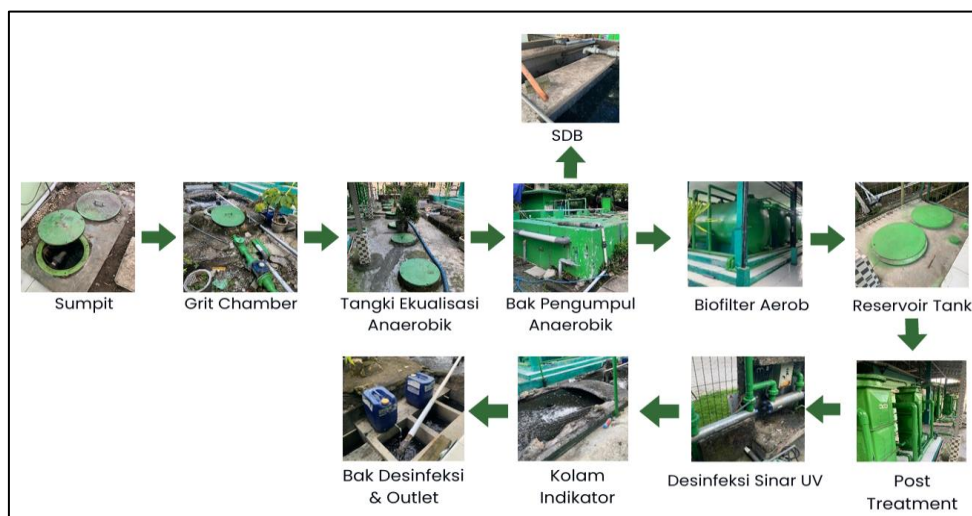 SDB
Sumpit
Grit Chamber
Tangki Ekualisasi
Anaerobik
Bak Pengumpul
Anaerobik
Biofilter Aerob
Reservoir Tank
Bak Desinfeksi
& Outlet
Kolam
Indikator
Desinfeksi Sinar UV
Post
Treatment